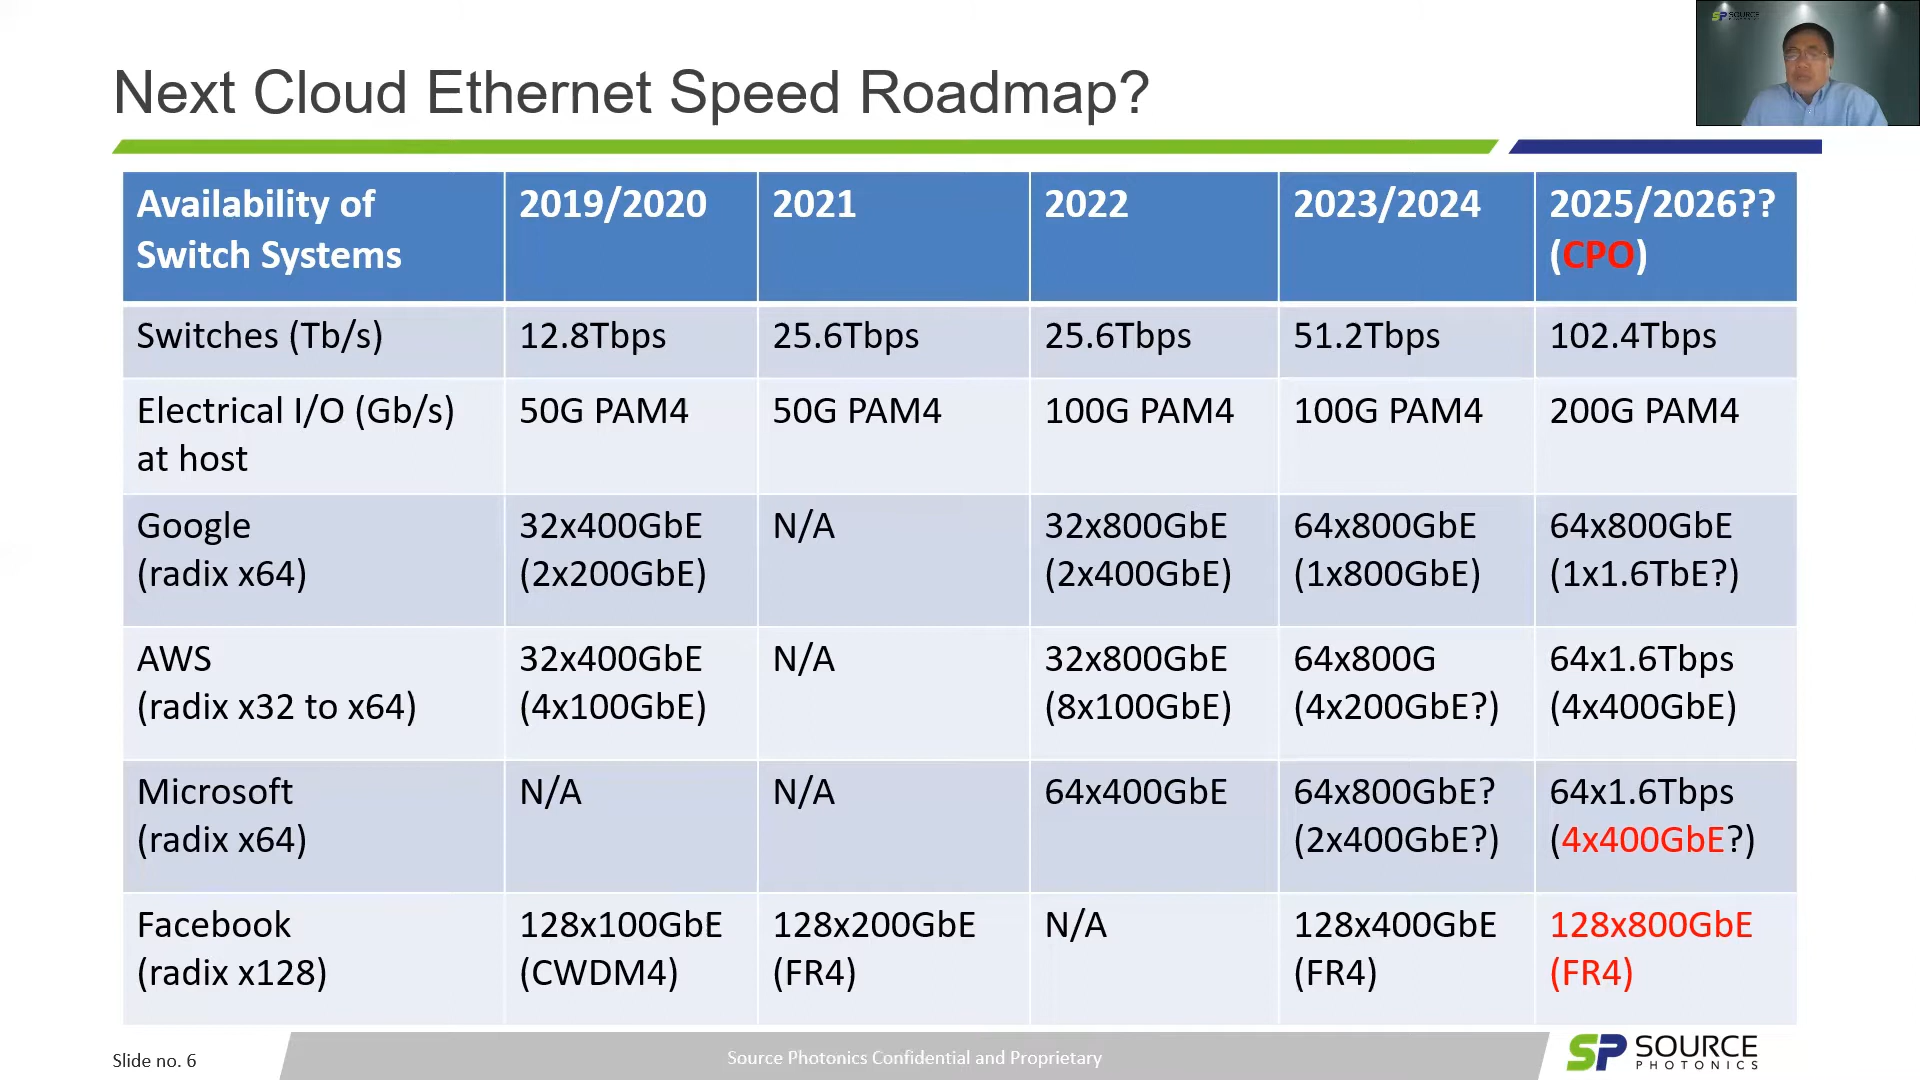 SP SOURCE
Next Cloud Ethernet Speed Roadmap?
Availability of
Switch Systems
2019/2020
2021
2022
2023/2024
2025/2026??
(CPO)
Switches (Tb/s)
12.8Tbps
25.6Tbps
25.6Tbps
51.2Tbps
102.4Tbps
Electrical I/O (Gb/s)
at host
50G PAM4
50G PAM4
100G PAM4
100G PAM4
200G PAM4
Google
(radix x64)
32x400GbE
(2x200GbE)
N/A
32x800GbE
(2x400GbE)
64x800GbE
(1x800GbE)
64x800GbE
(1x1.6TbE?)
AWS
(radix x32 to x64)
32x400GbE
(4x100GbE)
N/A
32x800GbE
(8x100GbE)
64x800G
(4x200GbE?)
64x1.6Tbps
(4x400GbE)
Microsoft
(radix x64)
N/A
N/A
64x400GbE
64x800GbE?
(2x400GbE?)
64x1.6Tbps
(4x400GbE?)
Facebook
(radix x128)
128x100GbE
(CWDM4)
128x200GbE
(FR4)
N/A
128x400GbE
(FR4)
128x800GbE
(FR4)
Slide no. 6
Source Photonics Confidential and Proprietary
SP SOURCE
PHOTONICS